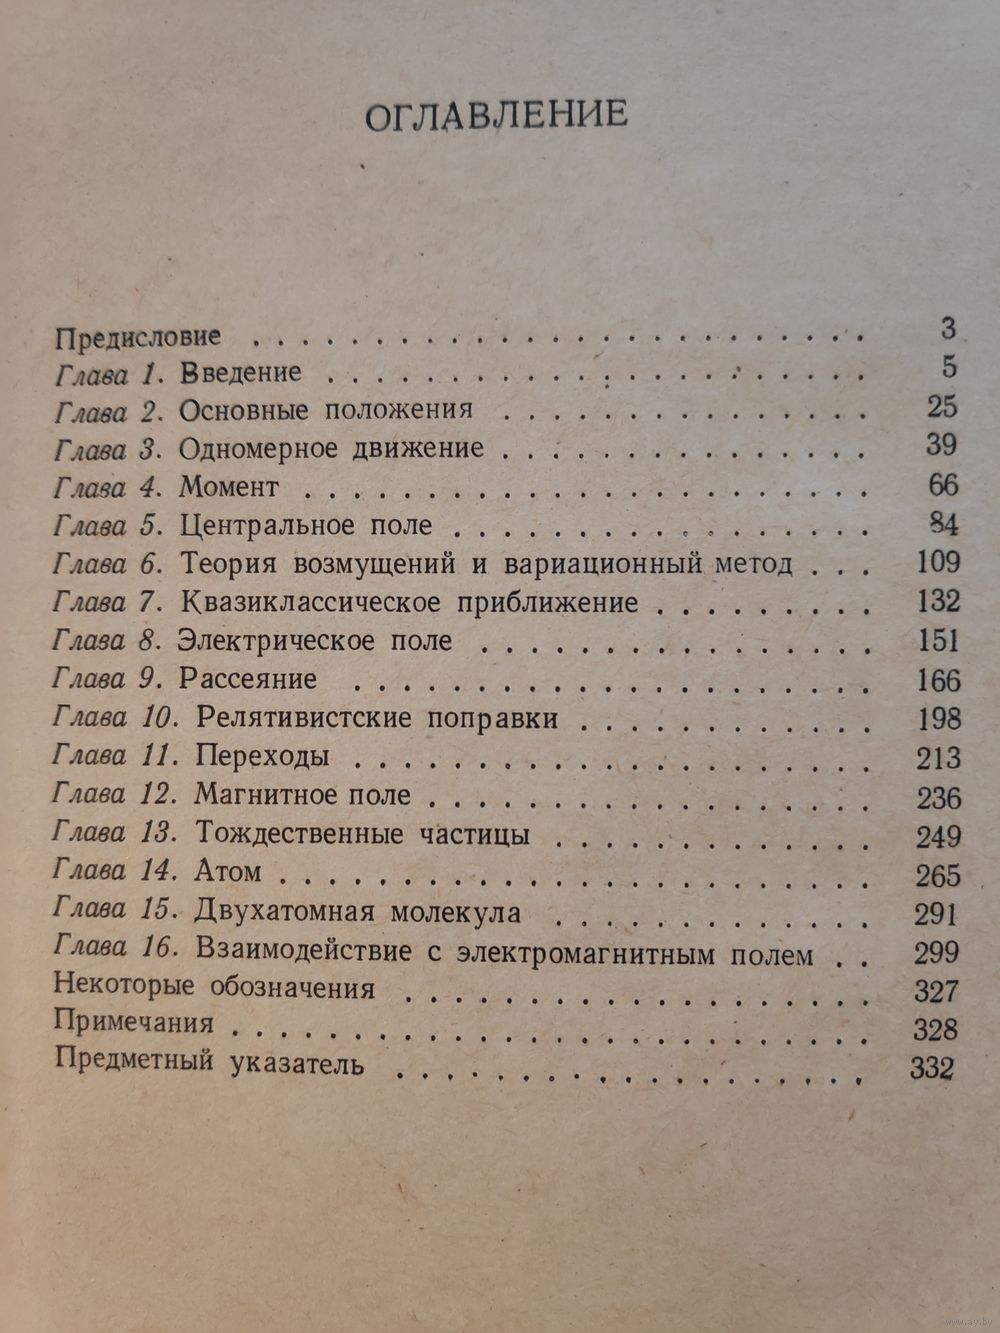 ОГЛАВЛЕНИЕ
Предисловие . . . . . . . . . . . . . . . . . . . . . . . . . 3
Глава 1. Введение . . . . . . . . . . . . . . . . . . . . . . 5
Глава 2. Основные положения . . . . . . . . . . . . . . . 25
Глава 3. Одномерное движение . . . . . . . . . . . . . . . 39
Глава 4. Момент . . . . . . . . . . . . . . . . . . . . . . . 66
Глава 5. Центральное поле . . . . . . . . . . . . . . . . . 84
Глава 6. Теория возмущений и вариационный метод . . . 109
Глава 7. Квазиклассическое приближение . . . . . . . . . 132
Глава 8. Электрическое поле . . . . . . . . . . . . . . . . 151
Глава 9. Рассеяние . . . . . . . . . . . . . . . . . . . . . 166
Глава 10. Релятивистские поправки . . . . . . . . . . . . 198
Глава 11. Переходы . . . . . . . . . . . . . . . . . . . . . 213
Глава 12. Магнитное поле . . . . . . . . . . . . . . . . . . 236
Глава 13. Тождественные частицы . . . . . . . . . . . . . 249
Глава 14. Атом . . . . . . . . . . . . . . . . . . . . . . . . 265
Глава 15. Двухатомная молекула . . . . . . . . . . . . . 291
Глава 16. Взаимодействие с электромагнитным полем . . 299
Некоторые обозначения . . . . . . . . . . . . . . . . . . . 327
Примечания . . . . . . . . . . . . . . . . . . . . . . . . . . 328
Предметный указатель . . . . . . . . . . . . . . . . . . . 332
www.ay.by